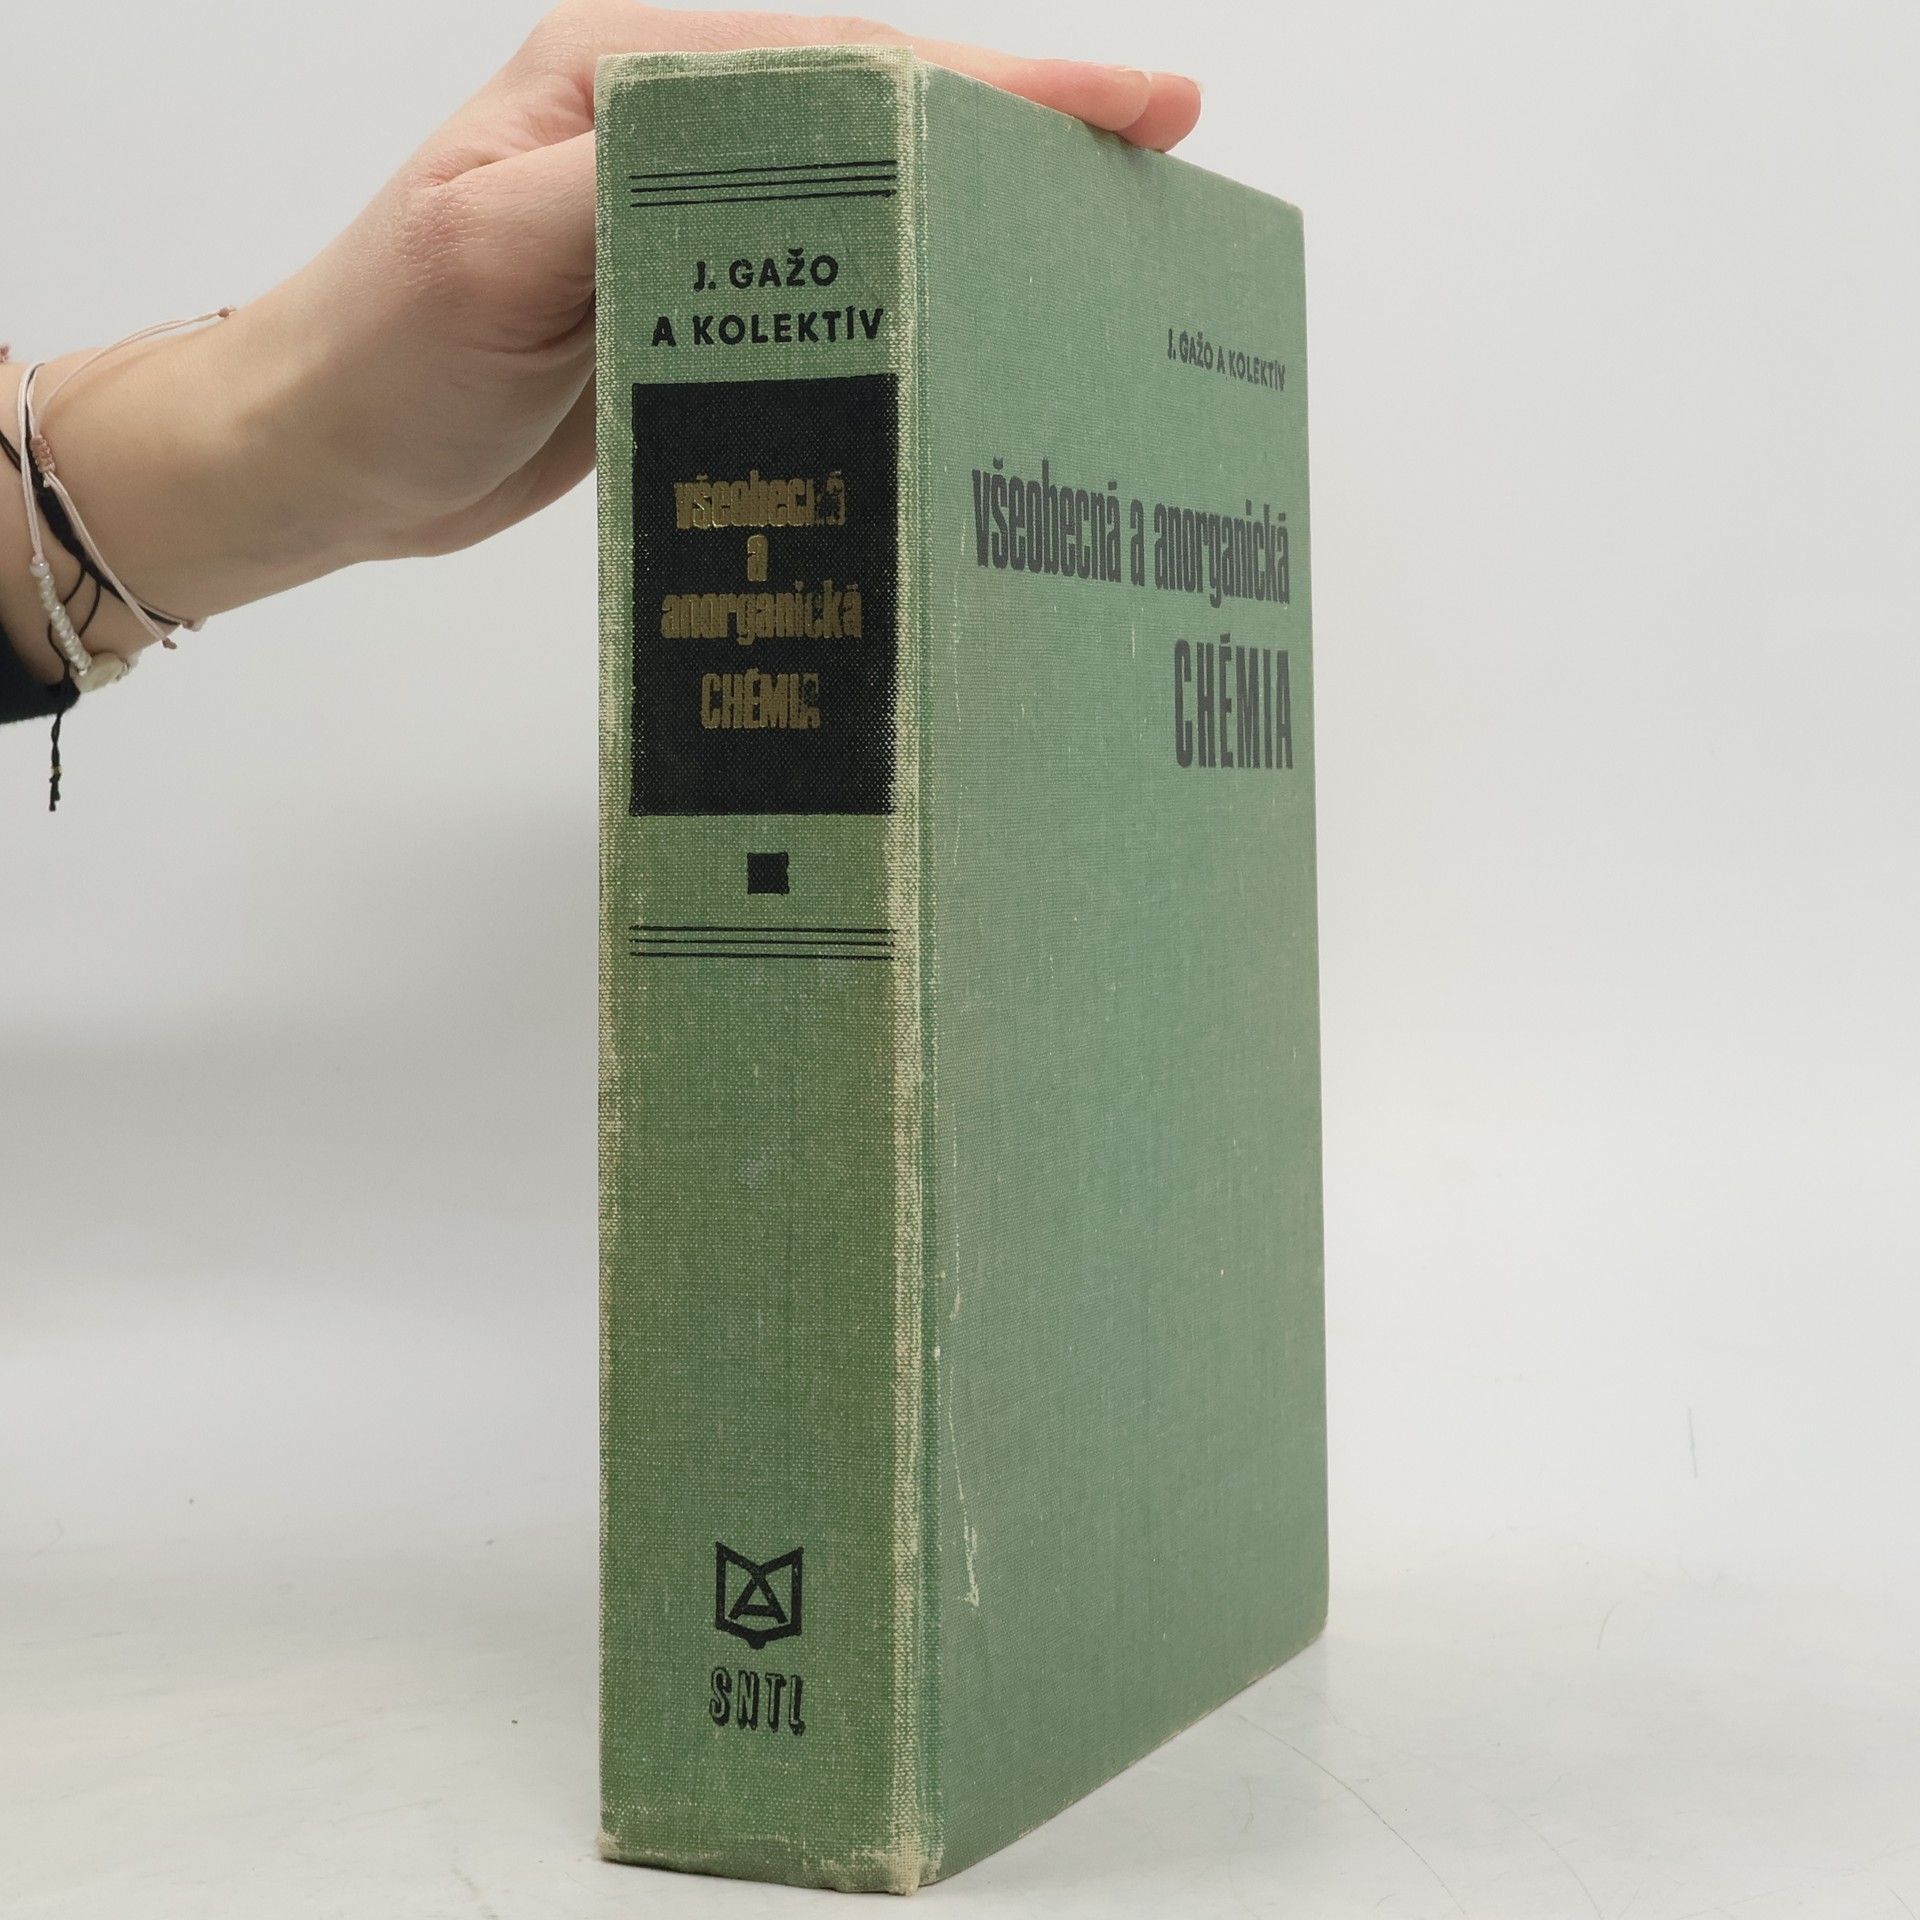 J. GAŽO
A KOLEKTÍV
všeobecná
a
anorganická
CHÉMIA
SNTL
J. GAŽO A KOLEKTÍV
všeobecná a anorganická
CHÉMIA